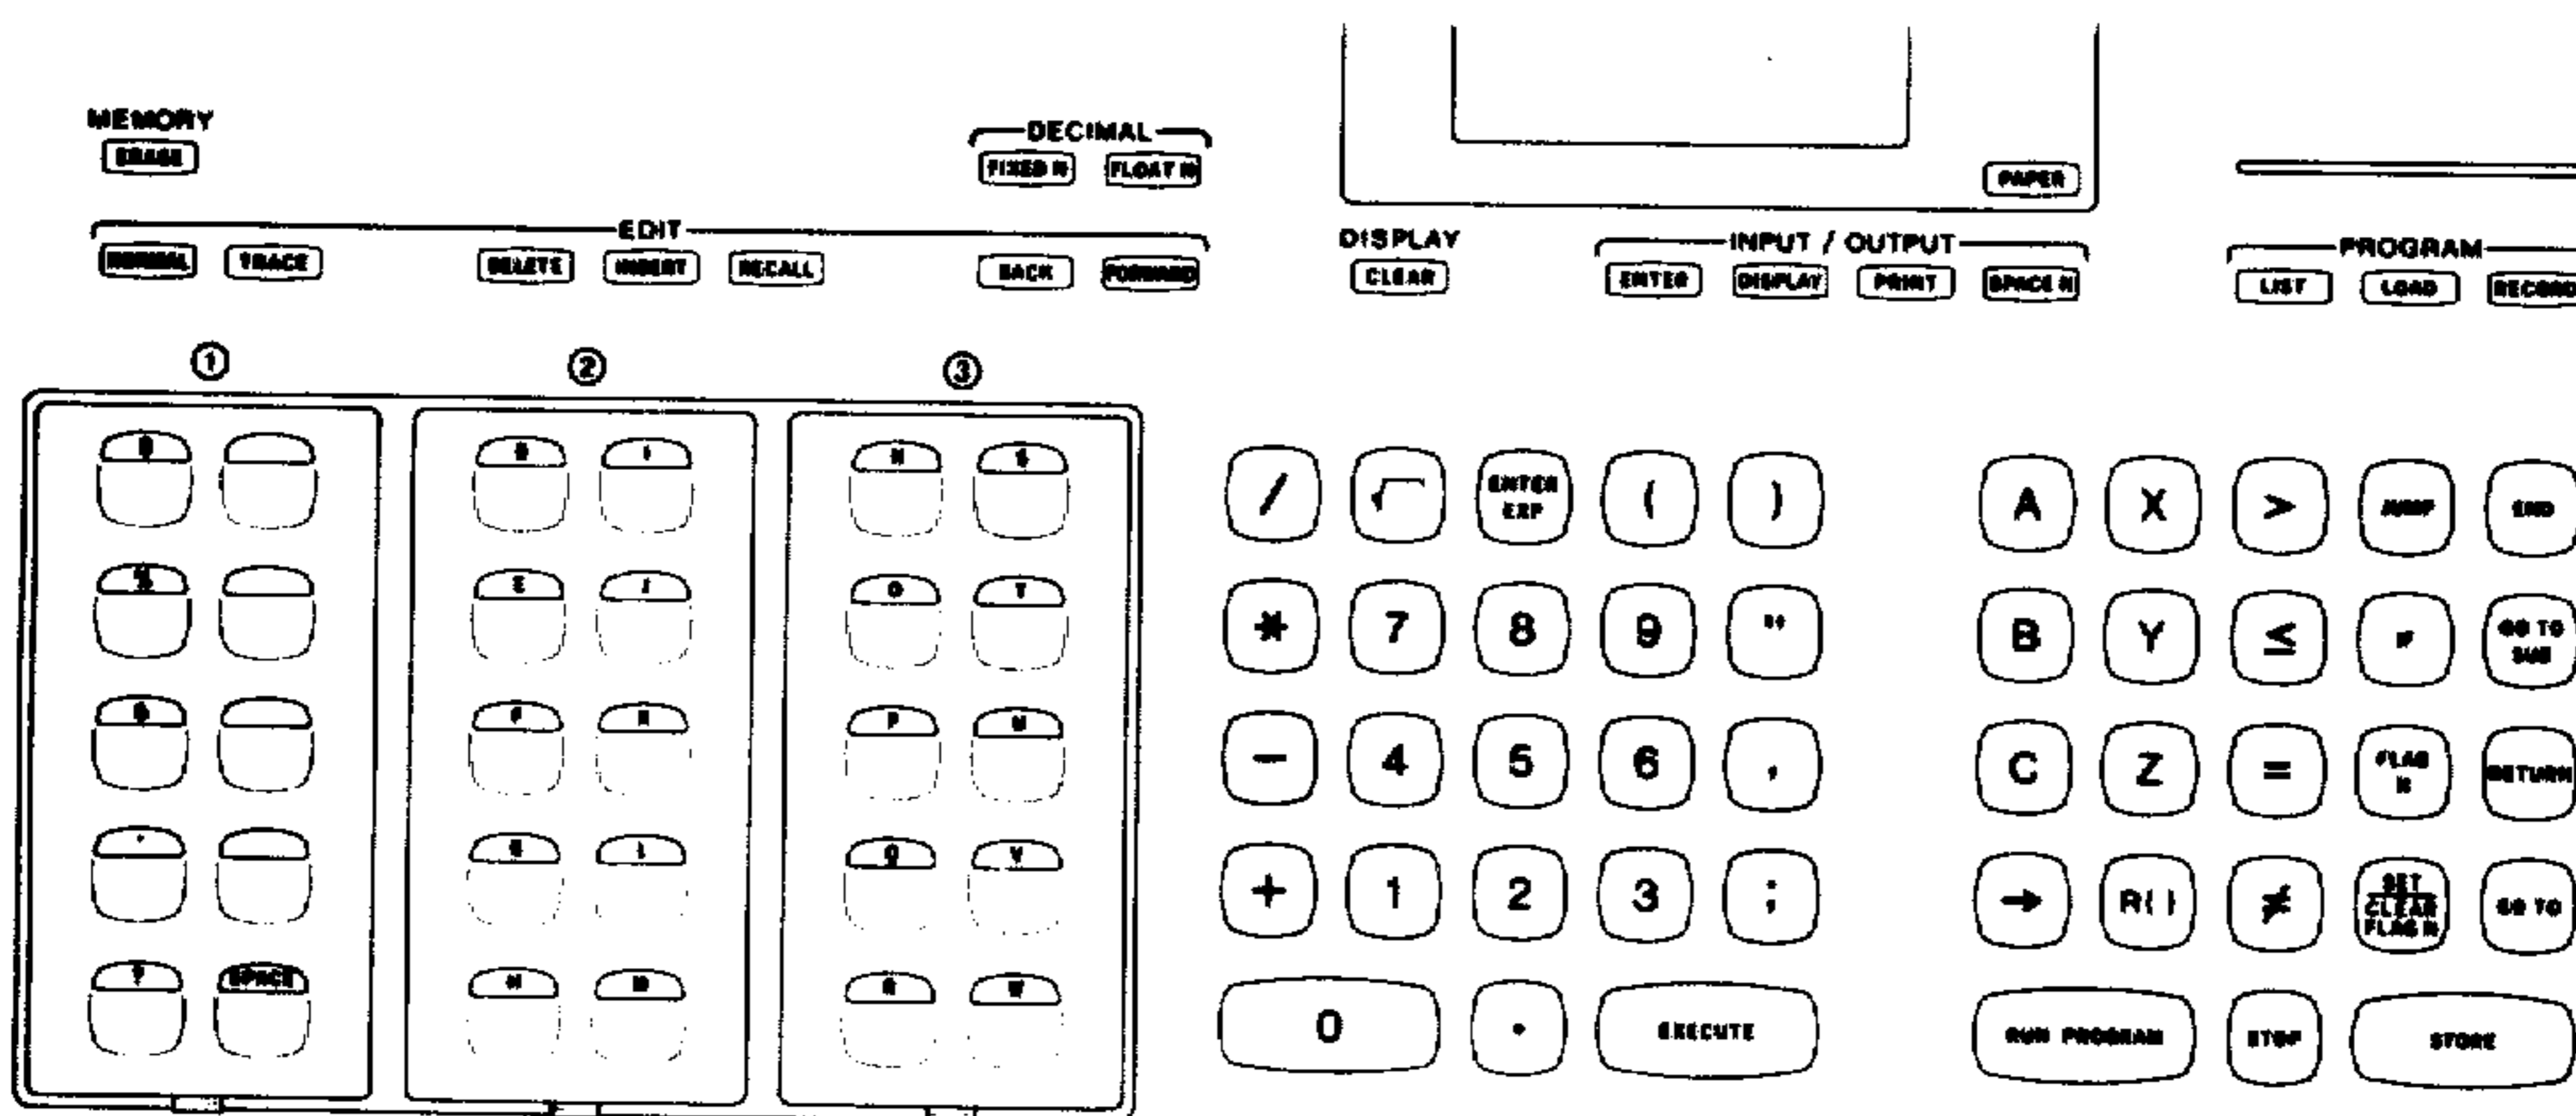 MEMORY
ERASE
DECIMAL
FIXED N FLOAT N
PAPER
EDIT
NORMAL TRACE DELETE INSERT RECALL BACK FORWARD
DISPLAY
CLEAR
INPUT / OUTPUT
ENTER DISPLAY PRINT SPACE N
PROGRAM
LIST LOAD RECORD
① ② ③
D I N S
/ √ ENTER EXP ( ) A X > JUMP END
E J O T
* 7 8 9 " B Y ≤ IF GO TO SUB
F K P U
- 4 5 6 , C Z = FLAG N RETURN
G L Q V
+ 1 2 3 ; → R( ) ≠ SET CLEAR FLAG N GO TO
? SPACE H M R W
0 . EXECUTE RUN PROGRAM STOP STORE